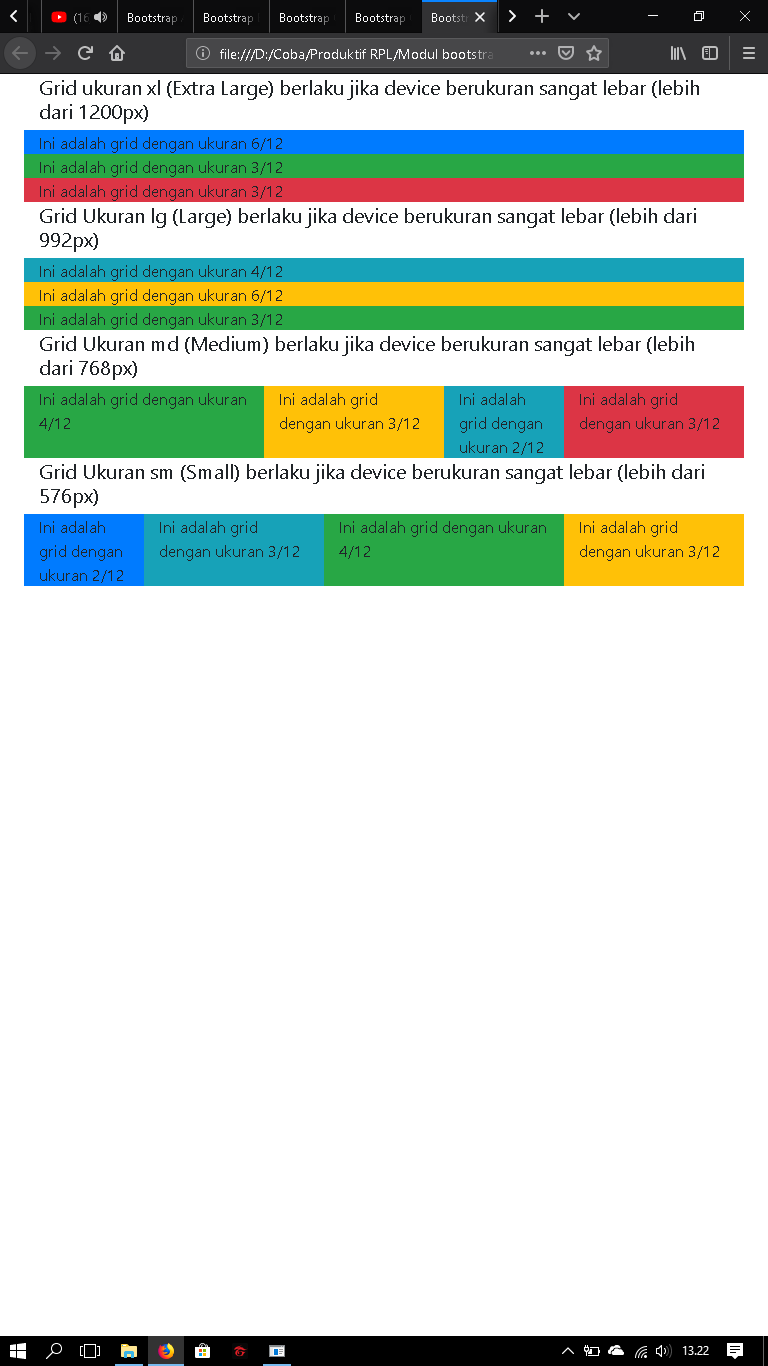 (16
Bootstrap
Bootstrap
Bootstrap
Bootstrap
Bootst
file:///D:/Coba/Produktif RPL/Modul bootstra
Grid ukuran xl (Extra Large) berlaku jika device berukuran sangat lebar (lebih
dari 1200px)
Ini adalah grid dengan ukuran 6/12
Ini adalah grid dengan ukuran 3/12
Ini adalah grid dengan ukuran 3/12
Grid Ukuran lg (Large) berlaku jika device berukuran sangat lebar (lebih dari
992px)
Ini adalah grid dengan ukuran 4/12
Ini adalah grid dengan ukuran 6/12
Ini adalah grid dengan ukuran 3/12
Grid Ukuran md (Medium) berlaku jika device berukuran sangat lebar (lebih
dari 768px)
Ini adalah grid dengan ukuran
4/12
Ini adalah grid
dengan ukuran 3/12
Ini adalah
grid dengan
ukuran 2/12
Ini adalah grid
dengan ukuran 3/12
Grid Ukuran sm (Small) berlaku jika device berukuran sangat lebar (lebih dari
576px)
Ini adalah
grid dengan
ukuran 2/12
Ini adalah grid
dengan ukuran 3/12
Ini adalah grid dengan ukuran
4/12
Ini adalah grid
dengan ukuran 3/12
13.22